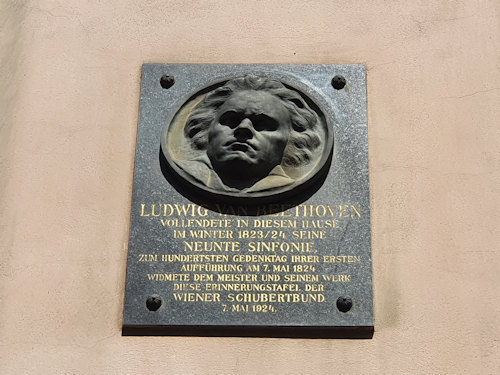 LUDWIG VAN BEETHOVEN
VOLLENDETE IN DIESEM HAUSE
IM WINTER 1823/24 SEINE
NEUNTE SINFONIE.
ZUM HUNDERTSTEN GEDENKTAG IHRER ERSTEN
AUFFÜHRUNG AM 7. MAI 1824
WIDMETE DEM MEISTER UND SEINEM WERK
DIESE ERINNERUNGSTAFEL DER
WIENER SCHUBERTBUND.
7. MAI 1924.